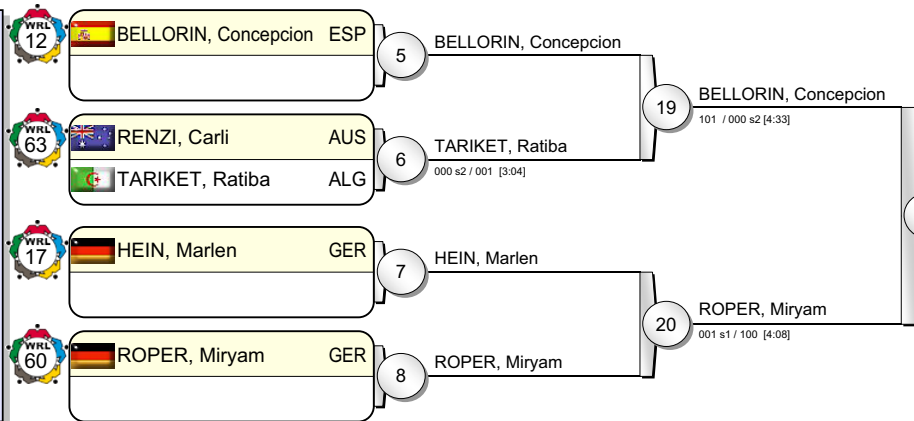 WRL
12
BELLORIN, Concepcion ESP
5
BELLORIN, Concepcion
19
BELLORIN, Concepcion
101 / 000 s2 [4:33]
WRL
63
RENZI, Carli AUS
TARIKET, Ratiba ALG
6
TARIKET, Ratiba
000 s2 / 001 [3:04]
WRL
17
HEIN, Marlen GER
7
HEIN, Marlen
20
ROPER, Miryam
001 s1 / 100 [4:08]
WRL
60
ROPER, Miryam GER
8
ROPER, Miryam